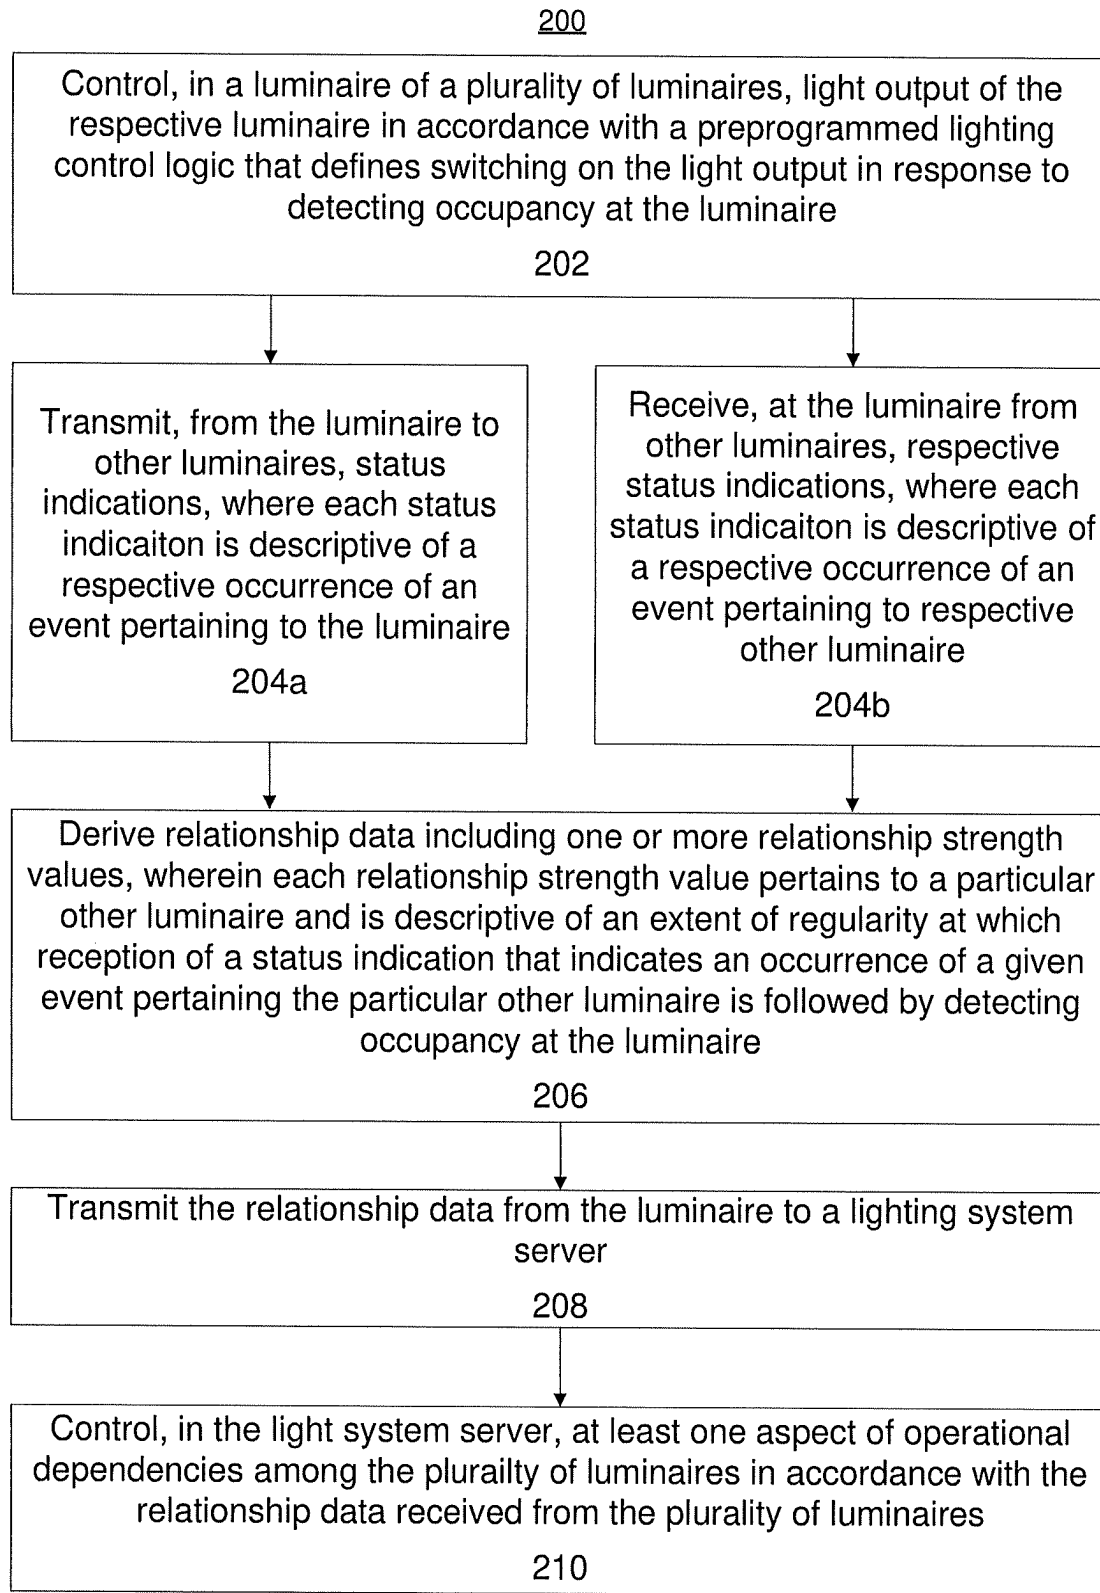 200
Control, in a luminaire of a plurality of luminaires, light output of the
respective luminaire in accordance with a preprogrammed lighting
control logic that defines switching on the light output in response to
detecting occupancy at the luminaire
202
Transmit, from the luminaire to
other luminaires, status
indications, where each status
indicaiton is descriptive of a
respective occurrence of an
event pertaining to the luminaire
204a
Receive, at the luminaire from
other luminaires, respective
status indications, where each
status indicaiton is descriptive of
a respective occurrence of an
event pertaining to respective
other luminaire
204b
Derive relationship data including one or more relationship strength
values, wherein each relationship strength value pertains to a particular
other luminaire and is descriptive of an extent of regularity at which
reception of a status indication that indicates an occurrence of a given
event pertaining the particular other luminaire is followed by detecting
occupancy at the luminaire
206
Transmit the relationship data from the luminaire to a lighting system
server
208
Control, in the light system server, at least one aspect of operational
dependencies among the plurailty of luminaires in accordance with the
relationship data received from the plurality of luminaires
210